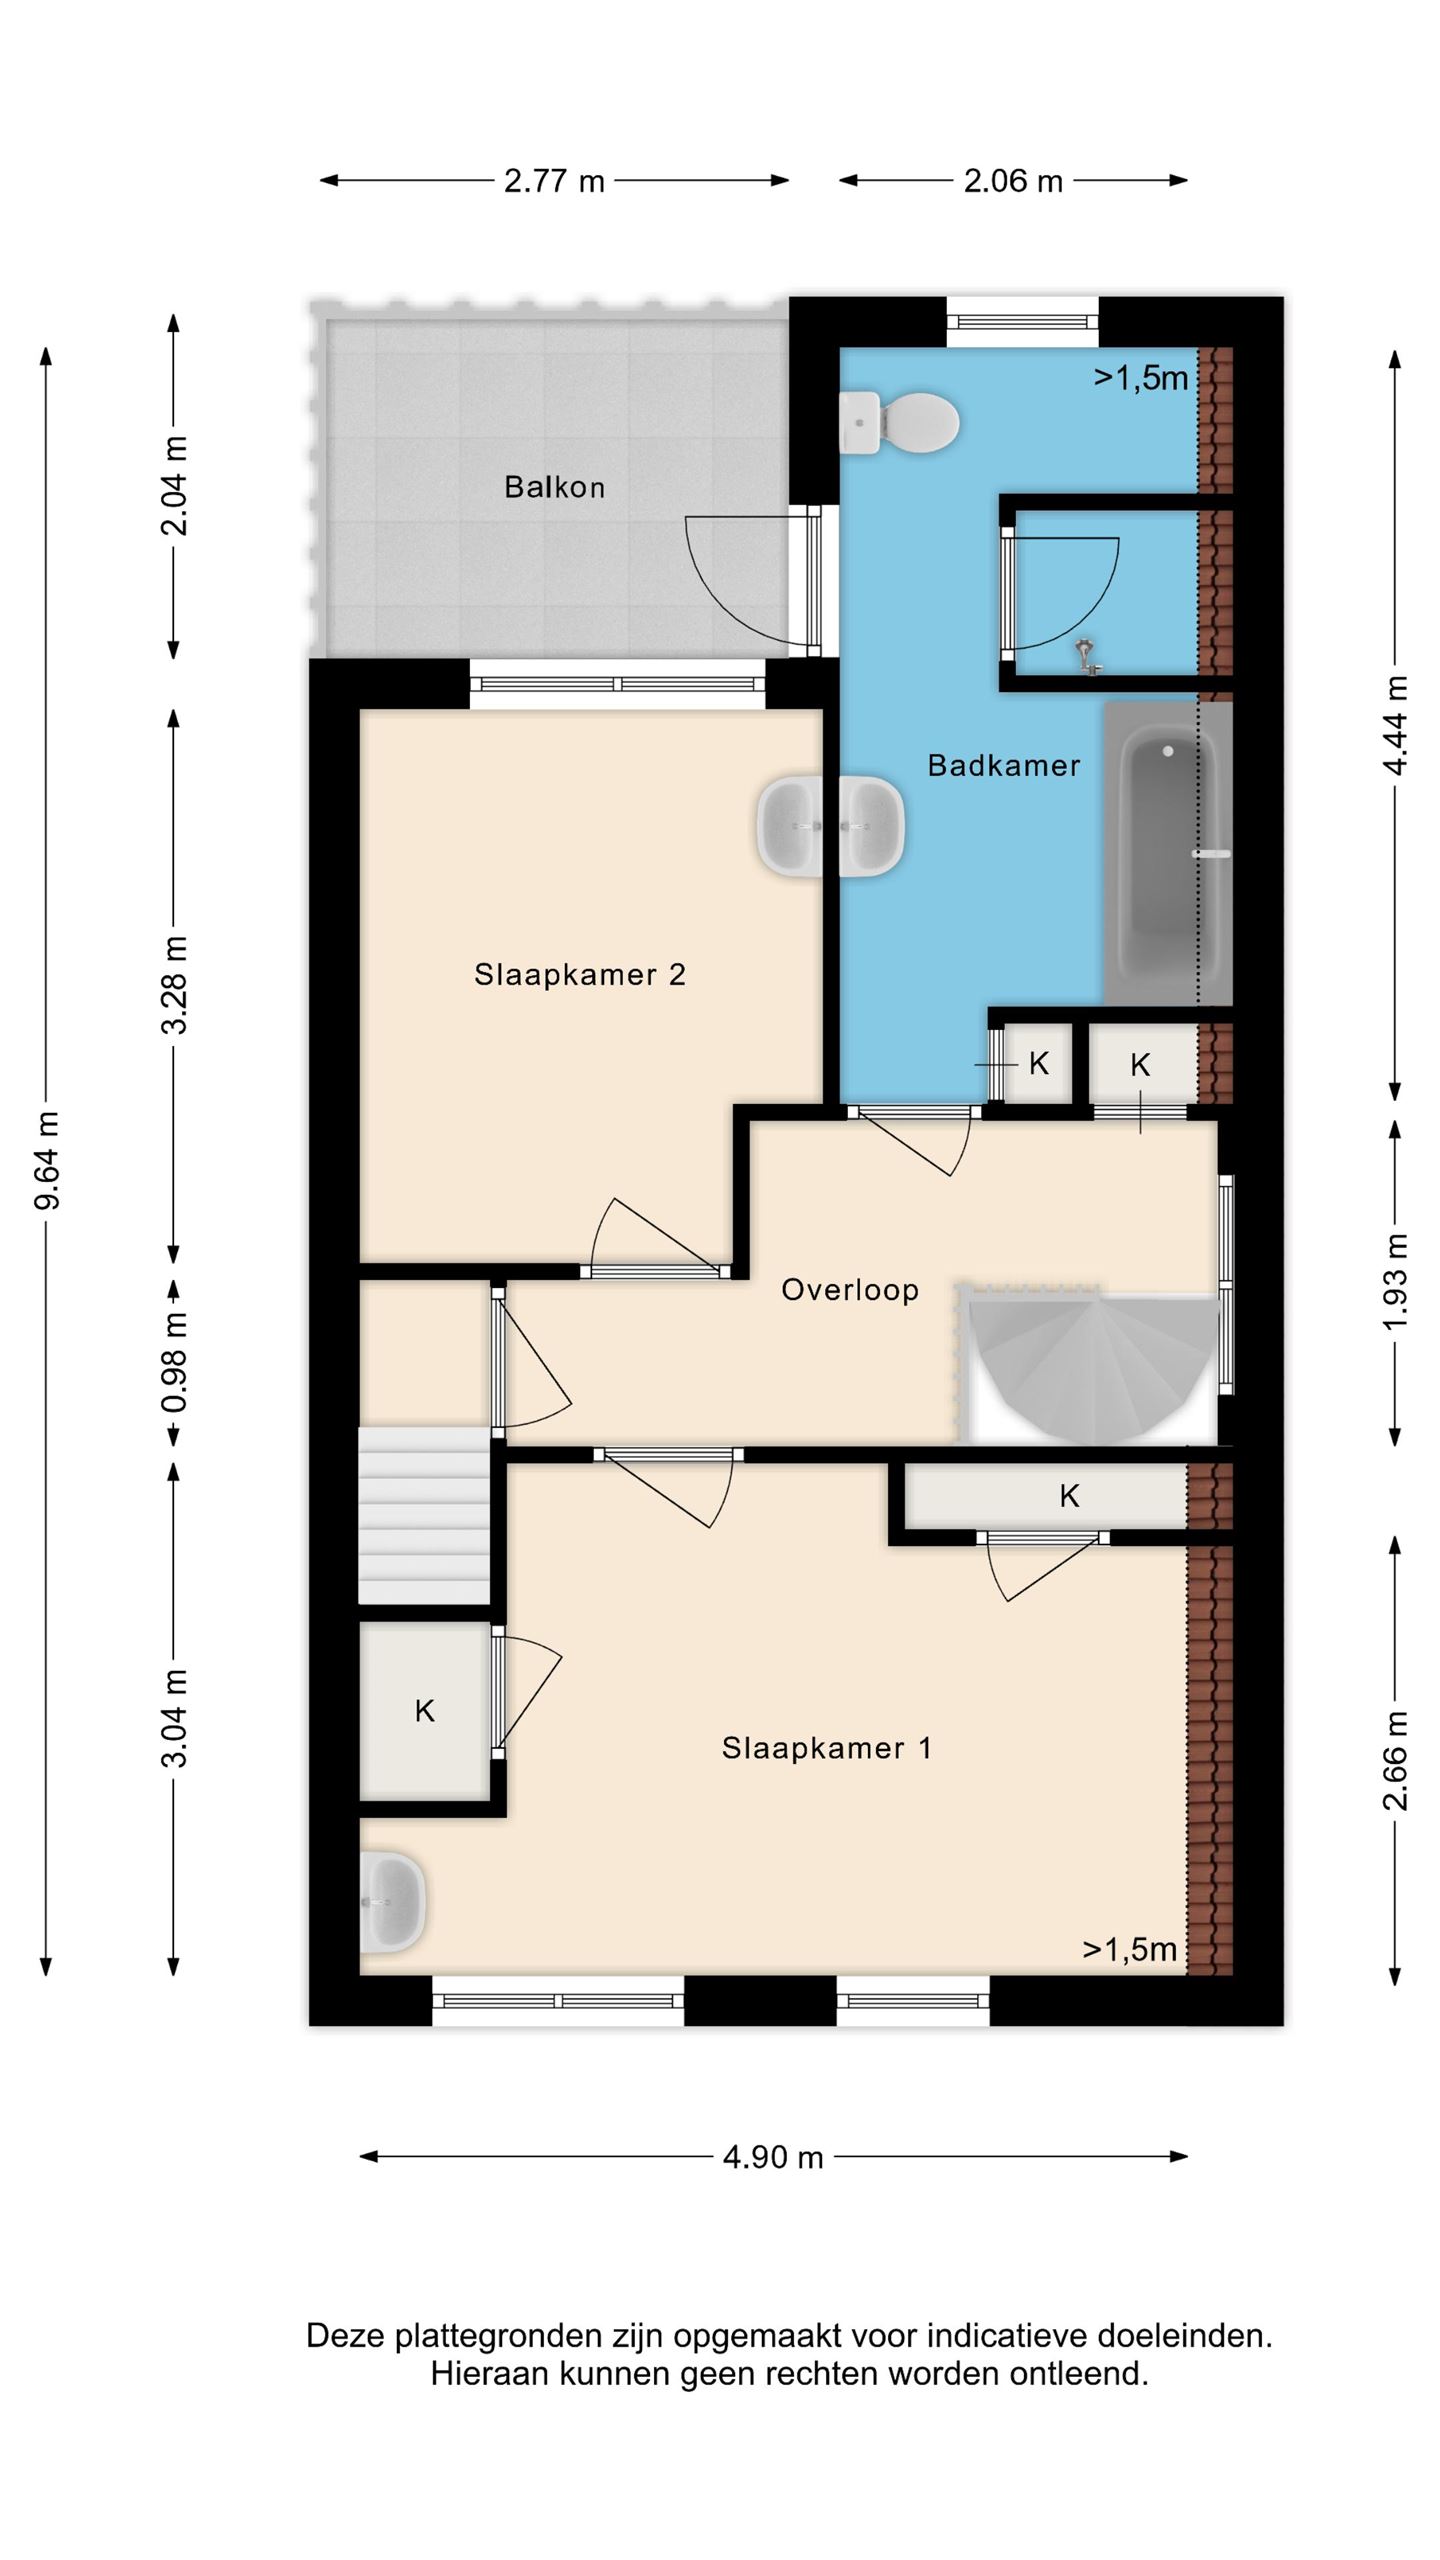 2.77 m
2.06 m
>1,5m
2.04 m
Balkon
4.44 m
Badkamer
3.28 m
Slaapkamer 2
K
K
9.64 m
1.93 m
Overloop
0.98 m
K
3.04 m
K
Slaapkamer 1
2.66 m
>1,5m
4.90 m
Deze plattegronden zijn opgemaakt voor indicatieve doeleinden.
Hieraan kunnen geen rechten worden ontleend.